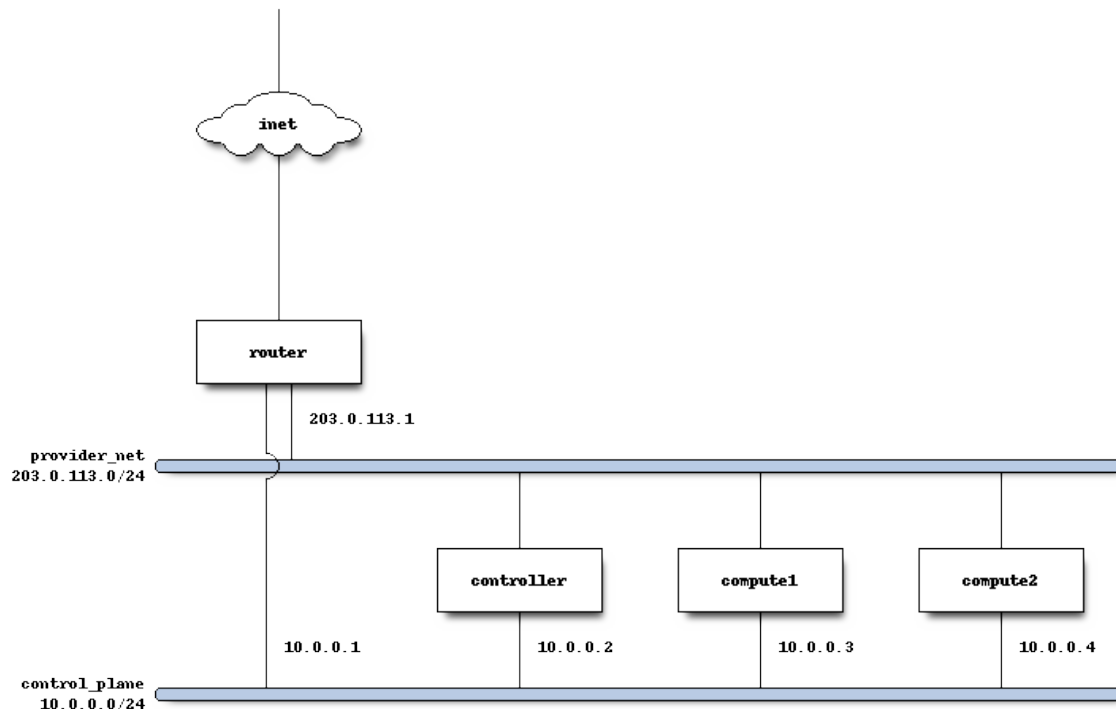 inet
router
203.0.113.1
provider_net
203.0.113.0/24
controller
compute1
compute2
10.0.0.1
10.0.0.2
10.0.0.3
10.0.0.4
control_plane
10.0.0.0/24